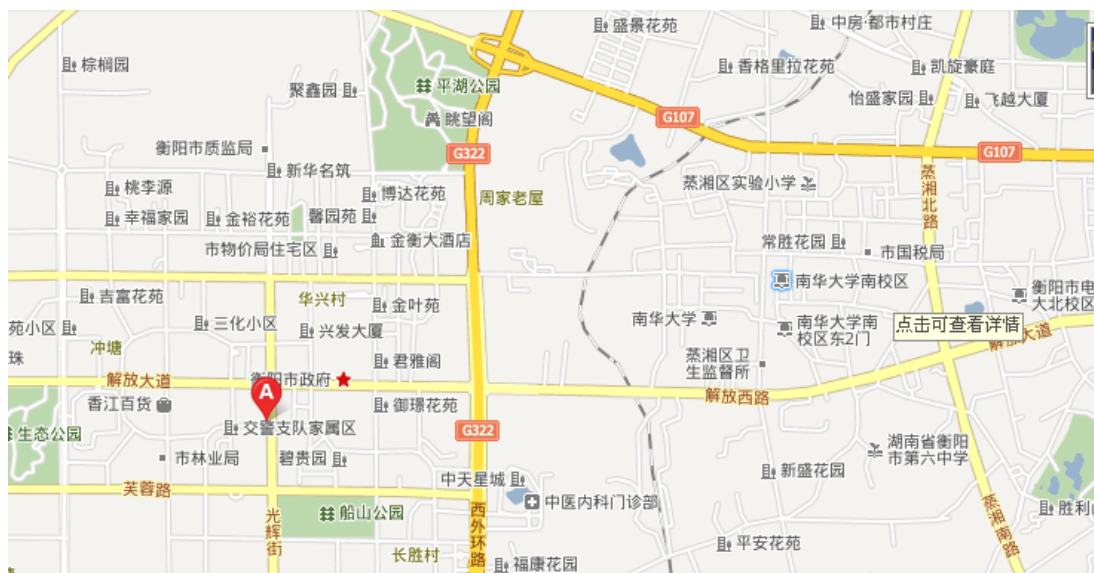 盛景花苑
中房·都市村庄
棕榈园
香格里拉花苑
凯旋豪庭
聚鑫园
平湖公园
怡盛家园
飞越大厦
眺望阁
G107
衡阳市质监局
G322
G107
新华名筑
桃李源
博达花苑
周家老屋
蒸湘区实验小学
蒸湘北路
幸福家园
金裕花苑
馨园苑
市物价局住宅区
金衡大酒店
常胜花园
市国税局
南华大学南校区
吉富花苑
华兴村
金叶苑
衡阳市电
大北校区
苑小区
三化小区
兴发大厦
南华大学
南华大学南
校区东2门
点击可查看详情
解放大道
珠
冲塘
君雅阁
蒸湘区卫
生监督所
解放大道
衡阳市政府
A
解放西路
香江百货
御璟花苑
生态公园
交警支队家属区
G322
市林业局
碧贵园
湖南省衡阳
市第六中学
新盛花园
芙蓉路
中天星城
中医内科门诊部
船山公园
光辉街
西外环路
蒸湘南路
胜利山
长胜村
福康花园
平安花苑